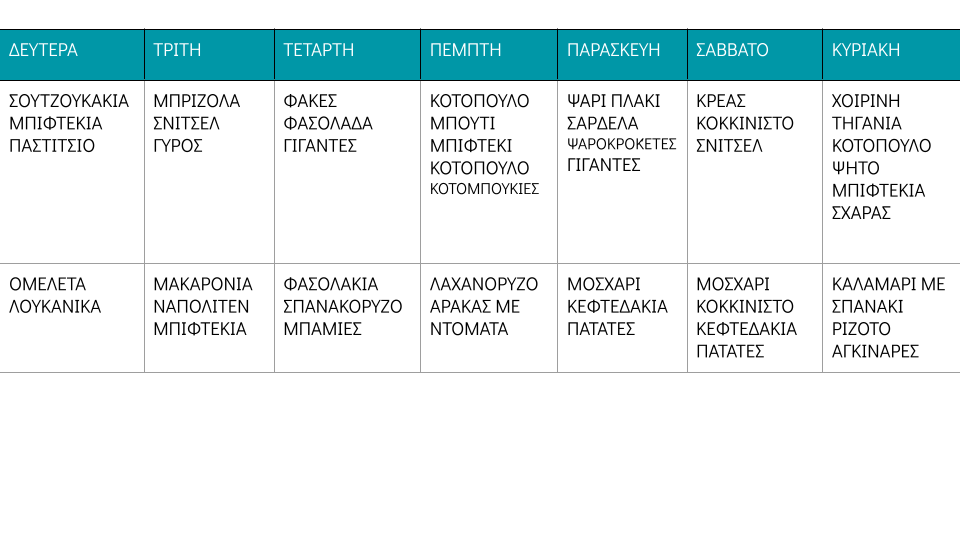 ΔΕΥΤΕΡΑ
ΤΡΙΤΗ
ΤΕΤΑΡΤΗ
ΠΕΜΠΤΗ
ΠΑΡΑΣΚΕΥΗ
ΣΑΒΒΑΤΟ
ΚΥΡΙΑΚΗ
ΣΟΥΤΖΟΥΚΑΚΙΑ
ΜΠΙΦΤΕΚΙΑ
ΠΑΣΤΙΤΣΙΟ
ΜΠΡΙΖΟΛΑ
ΣΝΙΤΣΕΛ
ΓΥΡΟΣ
ΦΑΚΕΣ
ΦΑΣΟΛΑΔΑ
ΓΙΓΑΝΤΕΣ
ΚΟΤΟΠΟΥΛΟ
ΜΠΟΥΤΙ
ΜΠΙΦΤΕΚΙ
ΚΟΤΟΠΟΥΛΟ
ΚΟΤΟΜΠΟΥΚΙΕΣ
ΨΑΡΙ ΠΛΑΚΙ
ΣΑΡΔΕΛΑ
ΨΑΡΟΚΡΟΚΕΤΕΣ
ΓΙΓΑΝΤΕΣ
ΚΡΕΑΣ
ΚΟΚΚΙΝΙΣΤΟ
ΣΝΙΤΣΕΛ
ΧΟΙΡΙΝΗ
ΤΗΓΑΝΙΑ
ΚΟΤΟΠΟΥΛΟ
ΨΗΤΟ
ΜΠΙΦΤΕΚΙΑ
ΣΧΑΡΑΣ
ΟΜΕΛΕΤΑ
ΛΟΥΚΑΝΙΚΑ
ΜΑΚΑΡΟΝΙΑ
ΝΑΠΟΛΙΤΕΝ
ΜΠΙΦΤΕΚΙΑ
ΦΑΣΟΛΑΚΙΑ
ΣΠΑΝΑΚΟΡΥΖΟ
ΜΠΑΜΙΕΣ
ΛΑΧΑΝΟΡΥΖΟ
ΑΡΑΚΑΣ ΜΕ
ΝΤΟΜΑΤΑ
ΜΟΣΧΑΡΙ
ΚΕΦΤΕΔΑΚΙΑ
ΠΑΤΑΤΕΣ
ΜΟΣΧΑΡΙ
ΚΟΚΚΙΝΙΣΤΟ
ΚΕΦΤΕΔΑΚΙΑ
ΠΑΤΑΤΕΣ
ΚΑΛΑΜΑΡΙ ΜΕ
ΣΠΑΝΑΚΙ
ΡΙΖΟΤΟ
ΑΓΚΙΝΑΡΕΣ